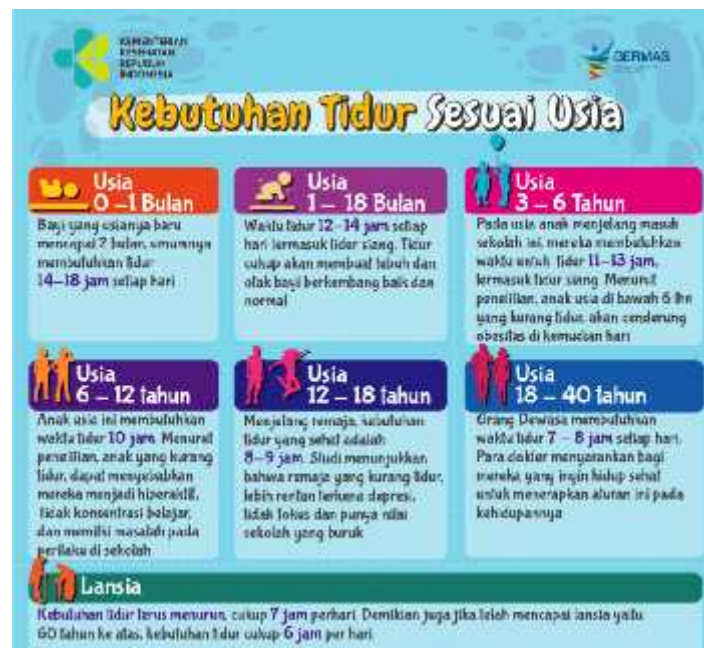 KEMENTERIAN
KESEHATAN
REPUBLIK
INDONESIA
GERMAS
Kebutuhan Tidur Sesuai Usia
Usia
0 –1 Bulan
Bayi yang usianya baru
mencapai 2 bulan, umumnya
membutuhkan tidur
14–18 jam setiap hari
Usia
1 – 18 Bulan
Waktu tidur 12-14 jam setiap
hari termasuk tidur siang. Tidur
cukup akan membuat tubuh dan
otak bayi berkembang baik dan
normal
Usia
3 – 6 Tahun
Pada usia anak menjelang masuk
sekolah ini, mereka membutuhkan
waktu untuk tidur 11–13 jam,
termasuk tidur siang. Menurut
penelitian, anak usia di bawah 6 thn
yang kurang tidur, akan cenderung
obesitas di kemudian hari
Usia
6 – 12 tahun
Anak usia ini membutuhkan
waktu tidur 10 jam. Menurut
penelitian, anak yang kurang
tidur, dapat menyebabkan
mereka menjadi hiperaktif,
tidak konsentrasi belajar,
dan memiliki masalah pada
perilaku di sekolah
Usia
12 – 18 tahun
Menjelang remaja, kebutuhan
tidur yang sehat adalah
8–9 jam. Studi menunjukkan
bahwa remaja yang kurang tidur,
lebih rentan terkena depresi,
tidak fokus dan punya nilai
sekolah yang buruk
Usia
18 – 40 tahun
Orang Dewasa membutuhkan
waktu tidur 7 – 8 jam setiap hari.
Para dokter menyarankan bagi
mereka yang ingin hidup sehat
untuk menerapkan aturan ini pada
kehidupannya
Lansia
Kebutuhan tidur terus menurun, cukup 7 jam perhari. Demikian juga jika telah mencapai lansia yaitu
60 tahun ke atas, kebutuhan tidur cukup 6 jam per hari